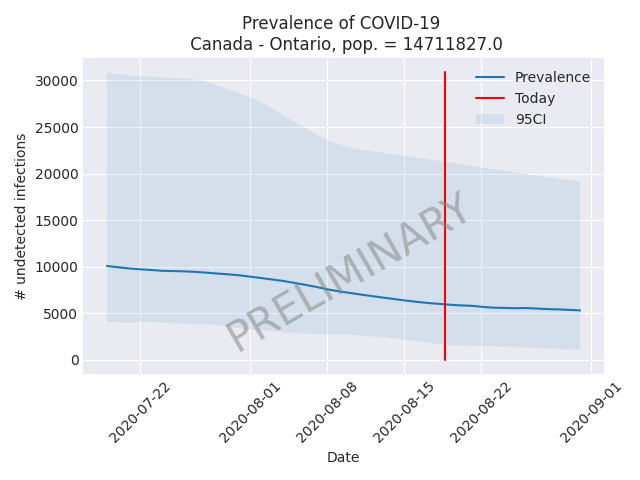 Prevalence of COVID-19
Canada - Ontario, pop. = 14711827.0
30000
25000
20000
15000
10000
5000
0
# undetected infections
Prevalence
Today
95CI
PRELIMINARY
2020-07-22
2020-08-01
2020-08-08
2020-08-15
2020-08-22
2020-09-01
Date